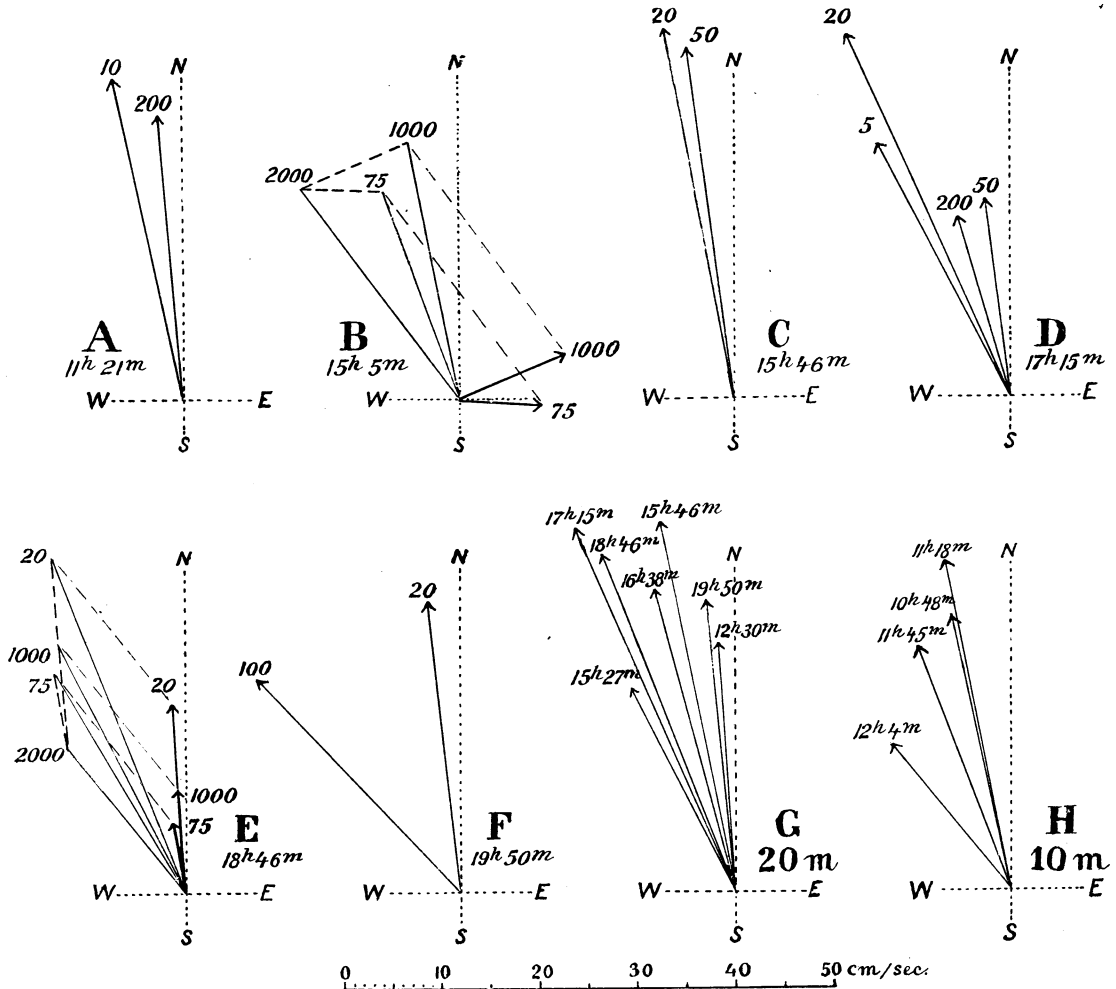 10
N
200
A
11h 21m
W
E
S
N
1000
2000
75
B
15h 5m
1000
75
W
S
20
50
N
C
15h 46m
W
E
S
20
N
5
50
200
D
17h 15m
W
E
S
20
N
1000
75
20
2000
1000
75
E
18h 46m
W
E
S
N
20
100
F
19h 50m
W
E
S
17h 15m
15h 46m
18h 46m
N
16h 38m
19h 50m
12h 30m
15h 27m
G
20 m
W
E
S
N
11h 18m
10h 48m
11h 45m
12h 4m
H
10 m
W
E
S
0 10 20 30 40 50 cm/sec.